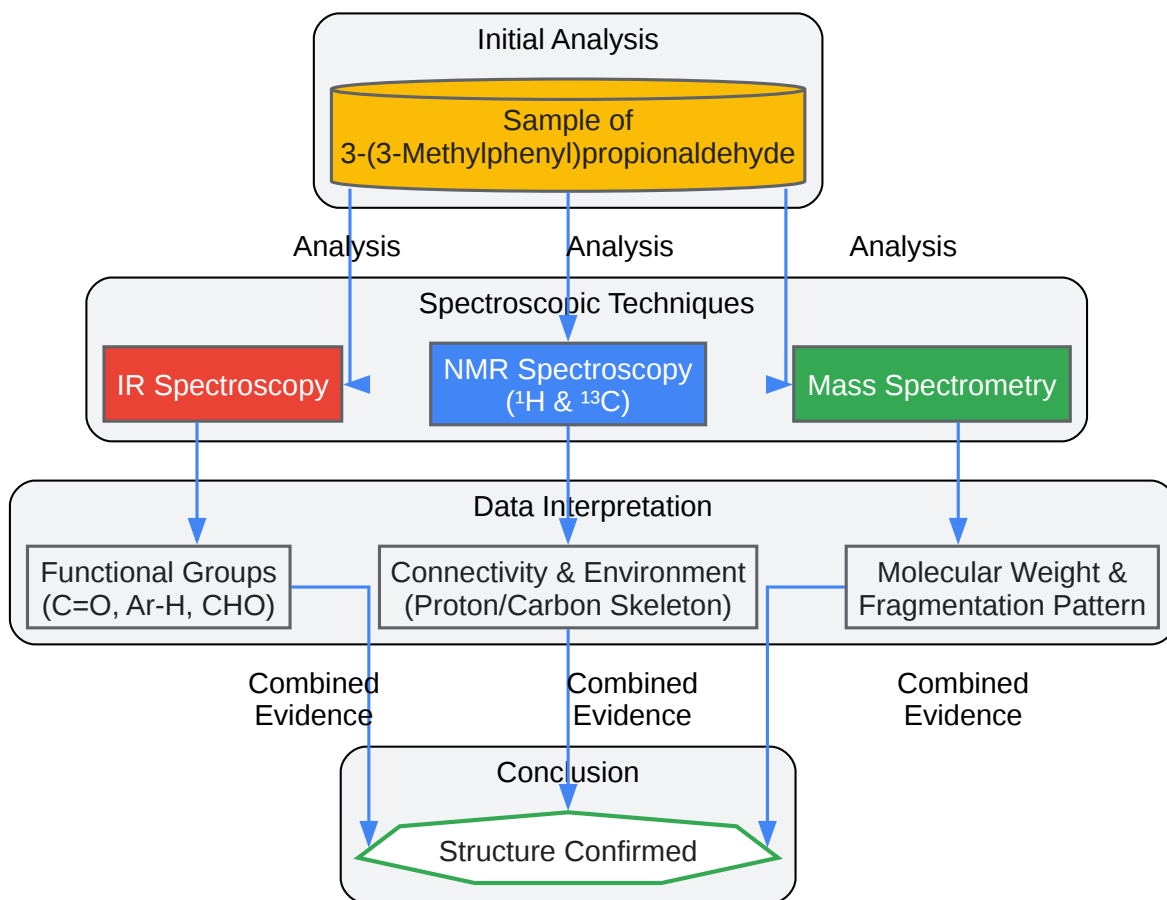 Initial Analysis
Sample of
3-(3-Methylphenyl)propionaldehyde
Analysis
Analysis
Analysis
Spectroscopic Techniques
IR Spectroscopy
NMR Spectroscopy
(¹H & ¹³C)
Mass Spectrometry
Data Interpretation
Functional Groups
(C=O, Ar-H, CHO)
Connectivity & Environment
(Proton/Carbon Skeleton)
Molecular Weight &
Fragmentation Pattern
Combined
Evidence
Combined
Evidence
Combined
Evidence
Conclusion
Structure Confirmed